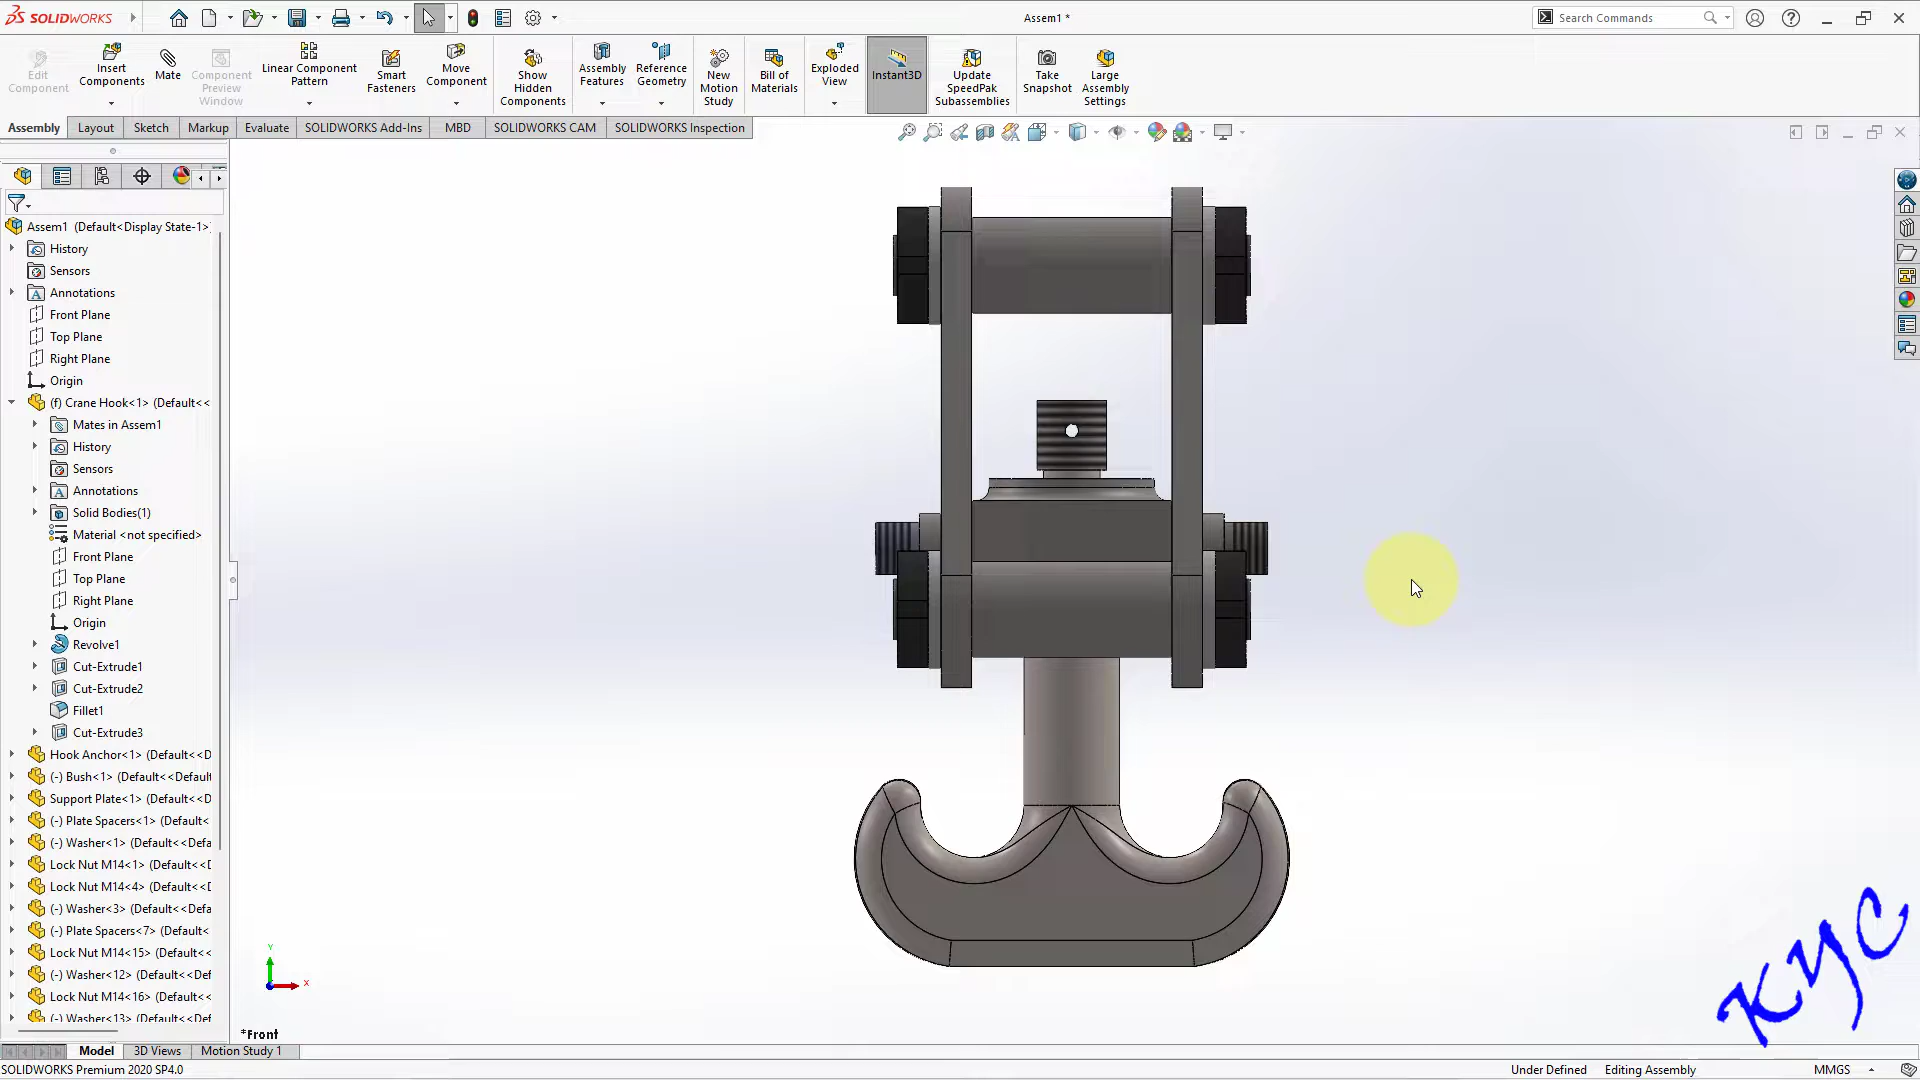 SOLIDWORKS
Assem1 *
Search Commands
Edit Component
Insert Components
Mate
Component Preview Window
Linear Component Pattern
Smart Fasteners
Move Component
Show Hidden Components
Assembly Features
Reference Geometry
New Motion Study
Bill of Materials
Exploded View
Instant3D
Update SpeedPak Subassemblies
Take Snapshot
Large Assembly Settings
Assembly
Layout
Sketch
Markup
Evaluate
SOLIDWORKS Add-Ins
MBD
SOLIDWORKS CAM
SOLIDWORKS Inspection
Assem1 (Default<Display State-1>
History
Sensors
Annotations
Front Plane
Top Plane
Right Plane
Origin
(f) Crane Hook<1> (Default<<
Mates in Assem1
History
Sensors
Annotations
Solid Bodies(1)
Material <not specified>
Front Plane
Top Plane
Right Plane
Origin
Revolve1
Cut-Extrude1
Cut-Extrude2
Fillet1
Cut-Extrude3
Hook Anchor<1> (Default<<D
(-) Bush<1> (Default<<Default
Support Plate<1> (Default<<D
(-) Plate Spacers<1> (Default<
(-) Washer<1> (Default<<Defa
Lock Nut M14<1> (Default<<D
Lock Nut M14<4> (Default<<D
(-) Washer<3> (Default<<Defa
(-) Plate Spacers<7> (Default<
Lock Nut M14<15> (Default<<
(-) Washer<12> (Default<<Def
Lock Nut M14<16> (Default<<
(-) Washer<13> (Default<<Def
Y
X
*Front
KYC
Model
3D Views
Motion Study 1
SOLIDWORKS Premium 2020 SP4.0
Under Defined
Editing Assembly
MMGS